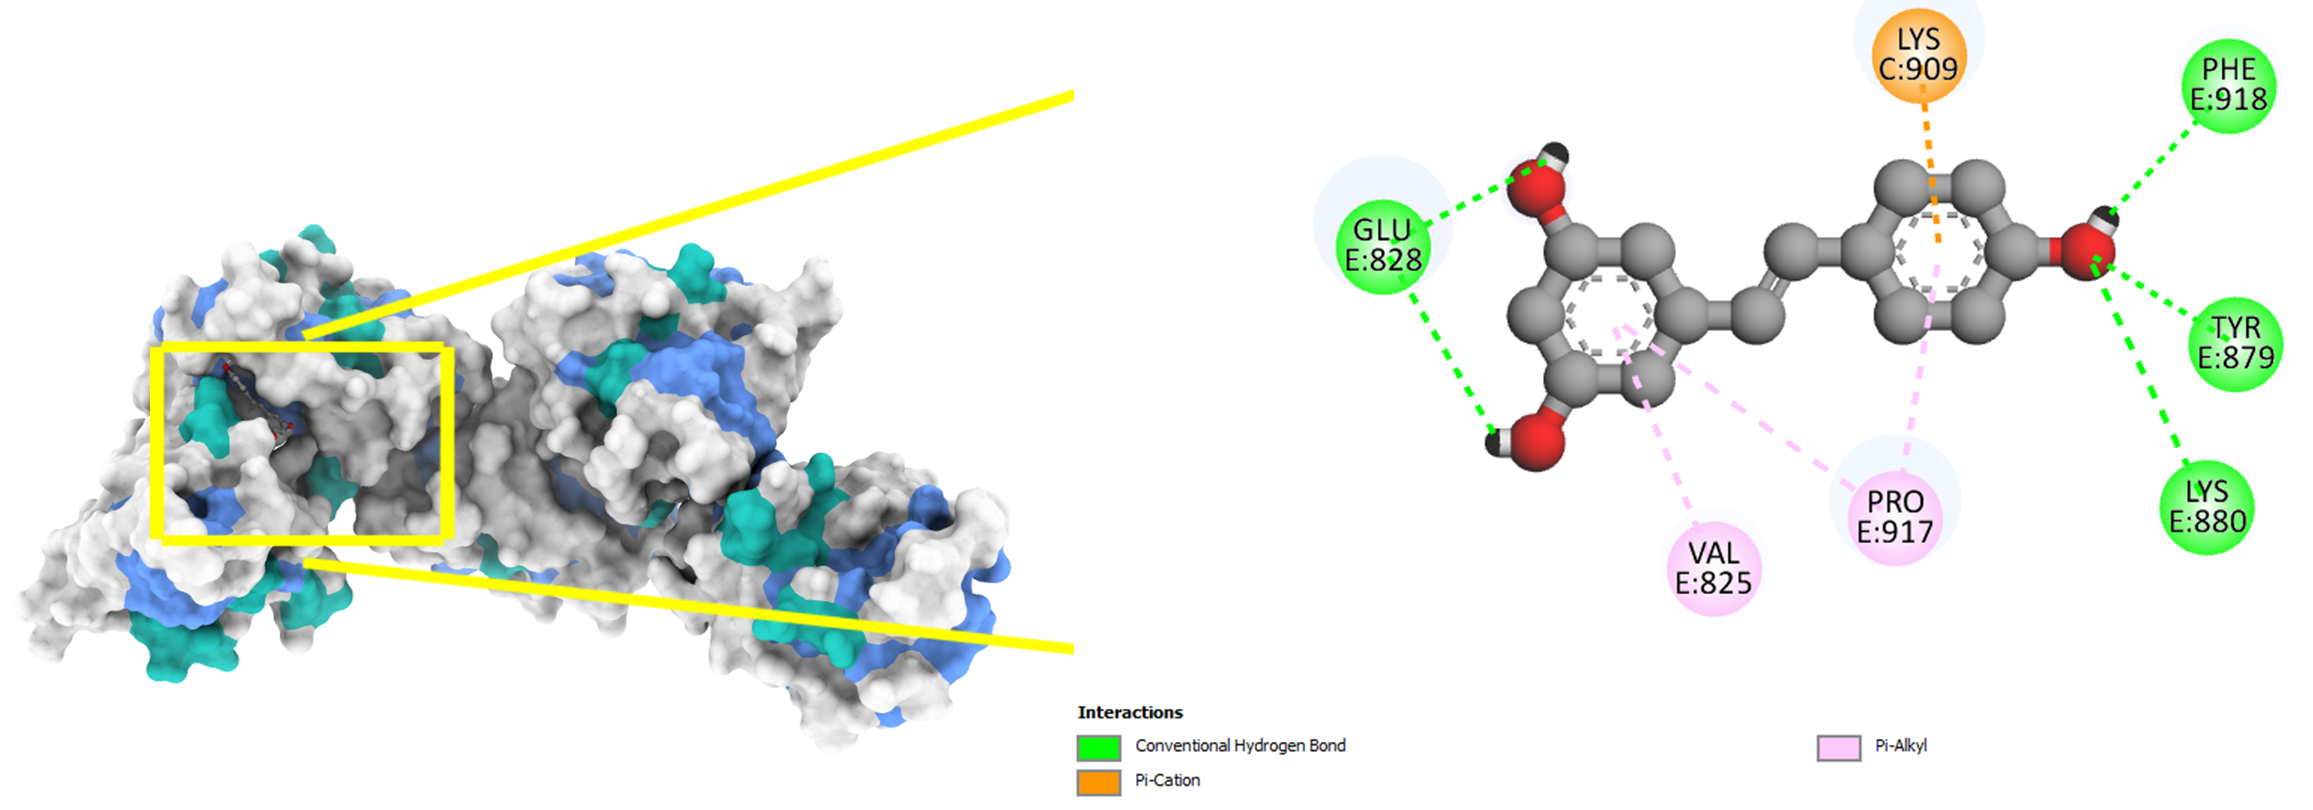 LYS
C:909
PHE
E:918
GLU
E:828
TYR
E:879
LYS
E:880
PRO
E:917
VAL
E:825
Interactions
Conventional Hydrogen Bond
Pi-Cation
Pi-Alkyl